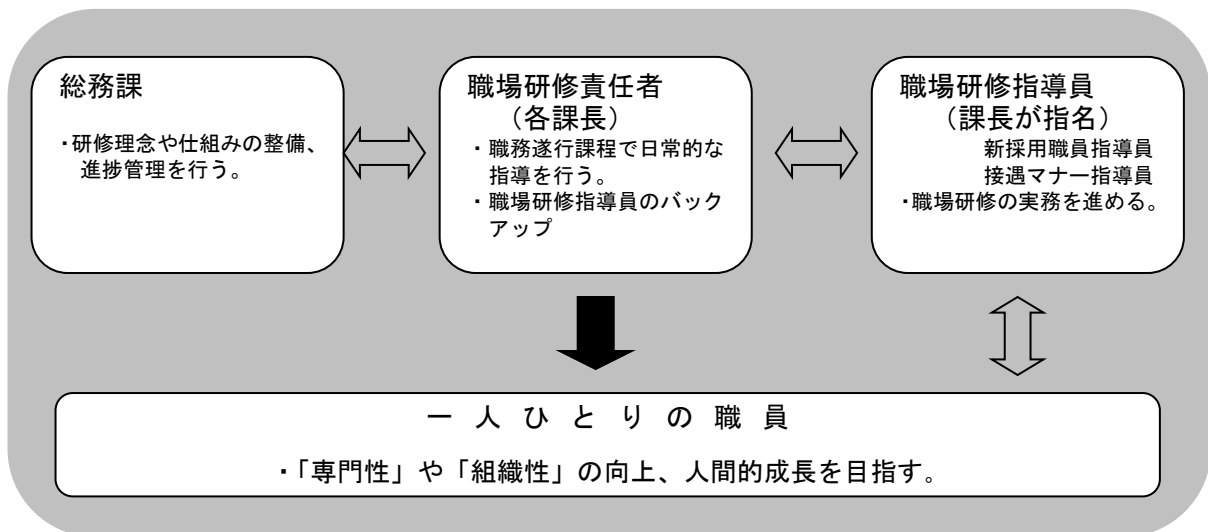 総務課
・研修理念や仕組みの整備、
進捗管理を行う。
職場研修責任者
（各課長）
・職務遂行課程で日常的な
指導を行う。
・職場研修指導員のバック
アップ
職場研修指導員
（課長が指名）
新採用職員指導員
接遇マナー指導員
・職場研修の実務を進める。
一人ひとりの職員
・「専門性」や「組織性」の向上、人間的成長を目指す。